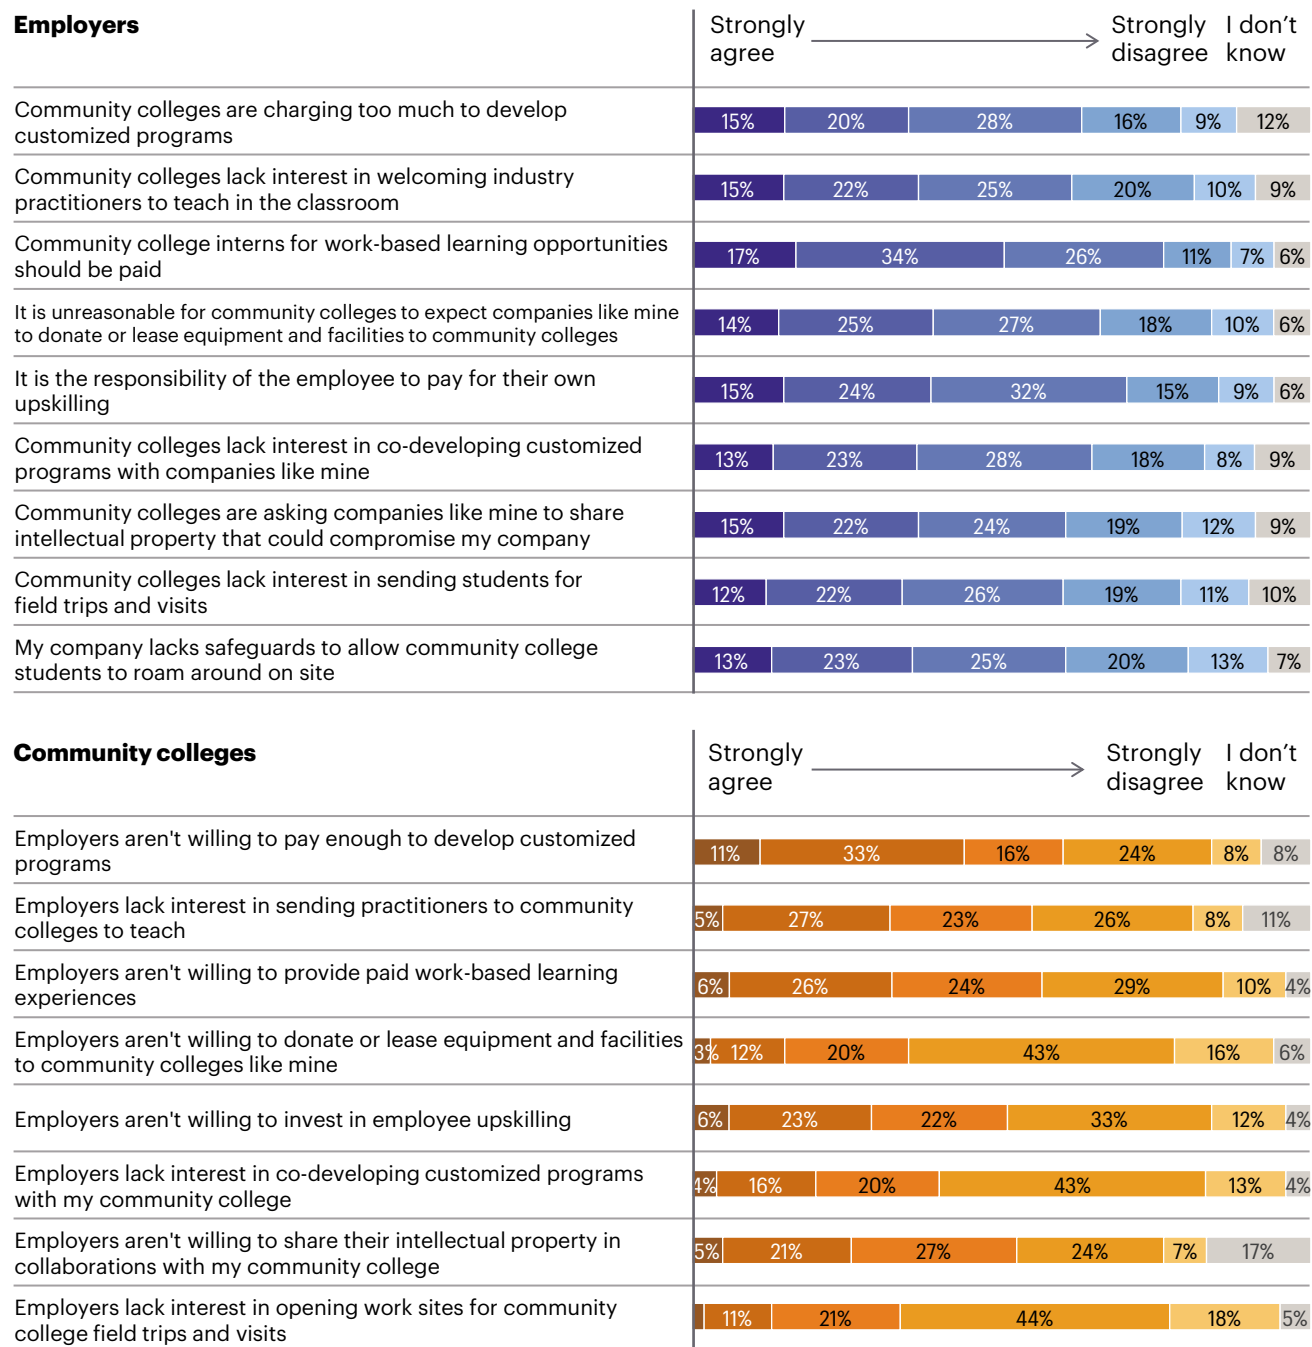 Employers
Strongly agree
Strongly disagree
I don't know
Community colleges are charging too much to develop
customized programs
15% 20% 28% 16% 9% 12%
Community colleges lack interest in welcoming industry
practitioners to teach in the classroom
15% 22% 25% 20% 10% 9%
Community college interns for work-based learning opportunities
should be paid
17% 34% 26% 11% 7% 6%
It is unreasonable for community colleges to expect companies like mine
to donate or lease equipment and facilities to community colleges
14% 25% 27% 18% 10% 6%
It is the responsibility of the employee to pay for their own
upskilling
15% 24% 32% 15% 9% 6%
Community colleges lack interest in co-developing customized
programs with companies like mine
13% 23% 28% 18% 8% 9%
Community colleges are asking companies like mine to share
intellectual property that could compromise my company
15% 22% 24% 19% 12% 9%
Community colleges lack interest in sending students for
field trips and visits
12% 22% 26% 19% 11% 10%
My company lacks safeguards to allow community college
students to roam around on site
13% 23% 25% 20% 13% 7%
Community colleges
Strongly agree
Strongly disagree
I don't know
Employers aren't willing to pay enough to develop customized
programs
11% 33% 16% 24% 8% 8%
Employers lack interest in sending practitioners to community
colleges to teach
5% 27% 23% 26% 8% 11%
Employers aren't willing to provide paid work-based learning
experiences
6% 26% 24% 29% 10% 4%
Employers aren't willing to donate or lease equipment and facilities
to community colleges like mine
3% 12% 20% 43% 16% 6%
Employers aren't willing to invest in employee upskilling
6% 23% 22% 33% 12% 4%
Employers lack interest in co-developing customized programs
with my community college
4% 16% 20% 43% 13% 4%
Employers aren't willing to share their intellectual property in
collaborations with my community college
5% 21% 27% 24% 7% 17%
Employers lack interest in opening work sites for community
college field trips and visits
11% 21% 44% 18% 5%